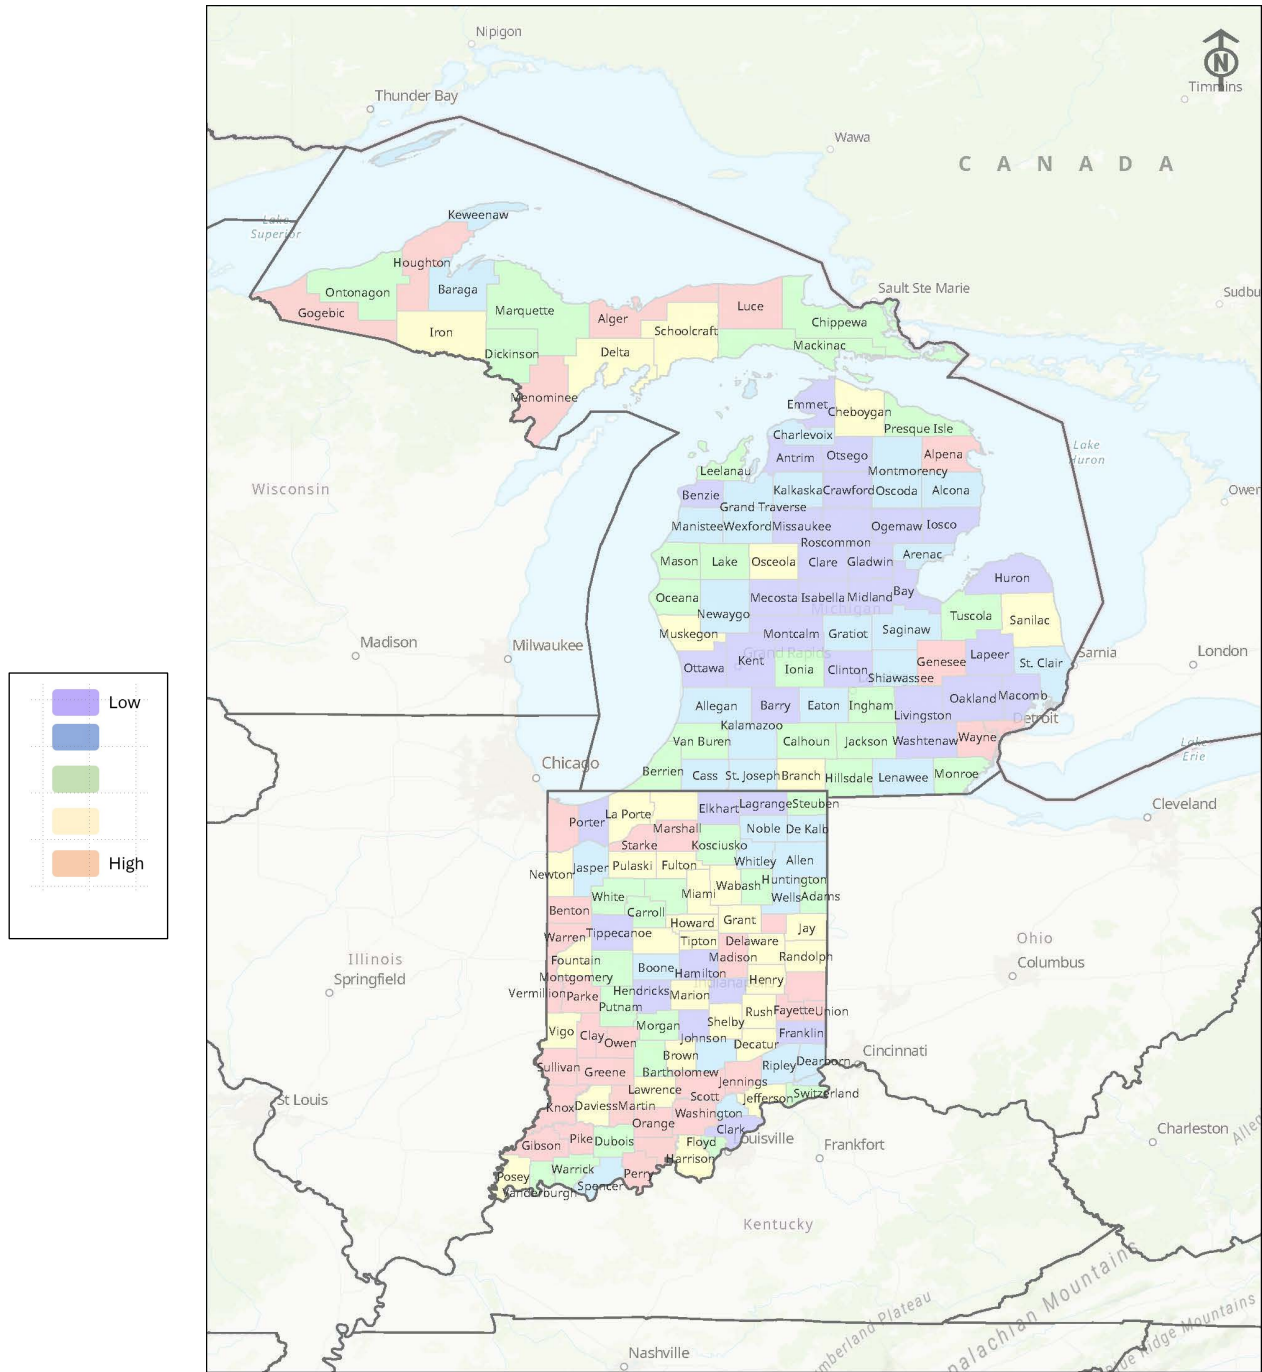 Nipigon
Thunder Bay
N
Timmins
Wawa
C A N A D A
Lake
Superior
Keweenaw
Houghton
Ontonagon
Baraga
Gogebic
Iron
Marquette
Dickinson
Alger
Luce
Schoolcraft
Delta
Menominee
Sault Ste Marie
Chippewa
Mackinac
Sudbu
Emmet
Cheboygan
Presque Isle
Charlevoix
Lake
Huron
Antrim
Otsego
Alpena
Montmorency
Leelanau
Wisconsin
Benzie
Kalkaska
Crawford
Oscoda
Alcona
Owen
Grand Traverse
Manistee
Wexford
Missaukee
Ogemaw
Iosco
Roscommon
Mason
Lake
Osceola
Clare
Gladwin
Arenac
Huron
Oceana
Newaygo
Mecosta
Isabella
Midland
Bay
Michigan
Tuscola
Sanilac
Muskegon
Montcalm
Gratiot
Saginaw
Madison
Milwaukee
Grand Rapids
Ottawa
Kent
Ionia
Clinton
Shiawassee
Genesee
Lapeer
St. Clair
Sarnia
London
Allegan
Barry
Eaton
Ingham
Livingston
Oakland
Macomb
Detroit
Kalamazoo
Van Buren
Calhoun
Jackson
Washtenaw
Wayne
Lake
Erie
Chicago
Berrien
Cass
St. Joseph
Branch
Hillsdale
Lenawee
Monroe
Cleveland
Low
High
Porter
La Porte
Elkhart
Lagrange
Steuben
Marshall
Noble
De Kalb
Starke
Kosciusko
Newton
Jasper
Pulaski
Fulton
Whitley
Allen
White
Miami
Wabash
Huntington
Wells
Adams
Benton
Carroll
Howard
Grant
Jay
Warren
Tippecanoe
Tipton
Delaware
Illinois
Springfield
Fountain
Boone
Madison
Randolph
Ohio
Columbus
Montgomery
Hamilton
Henry
Vermillion
Parke
Hendricks
Marion
Putnam
Rush
Fayette
Union
Vigo
Clay
Owen
Morgan
Johnson
Shelby
Franklin
Decatur
Cincinnati
Sullivan
Greene
Brown
Bartholomew
Ripley
Dearborn
Jennings
Lawrence
Scott
Jefferson
Switzerland
St Louis
Knox
Daviess
Martin
Washington
Orange
Clark
Louisville
Frankfort
Charleston
Gibson
Pike
Dubois
Floyd
Harrison
Posey
Warrick
Perry
Vanderburgh
Spencer
Kentucky
Nashville
mberland Plateau
palachian Mountains
ue Ridge Mountains